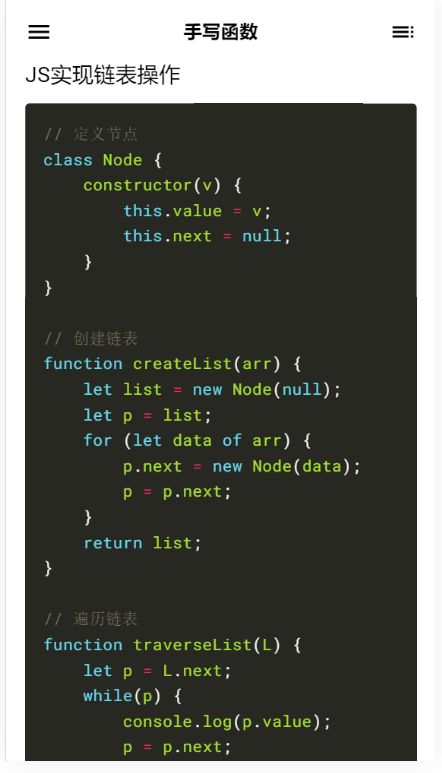 手写函数
JS实现链表操作
// 定义节点
class Node {
    constructor(v) {
        this.value = v;
        this.next = null;
    }
}
// 创建链表
function createList(arr) {
    let list = new Node(null);
    let p = list;
    for (let data of arr) {
        p.next = new Node(data);
        p = p.next;
    }
    return list;
}
// 遍历链表
function traverseList(L) {
    let p = L.next;
    while(p) {
        console.log(p.value);
        p = p.next;